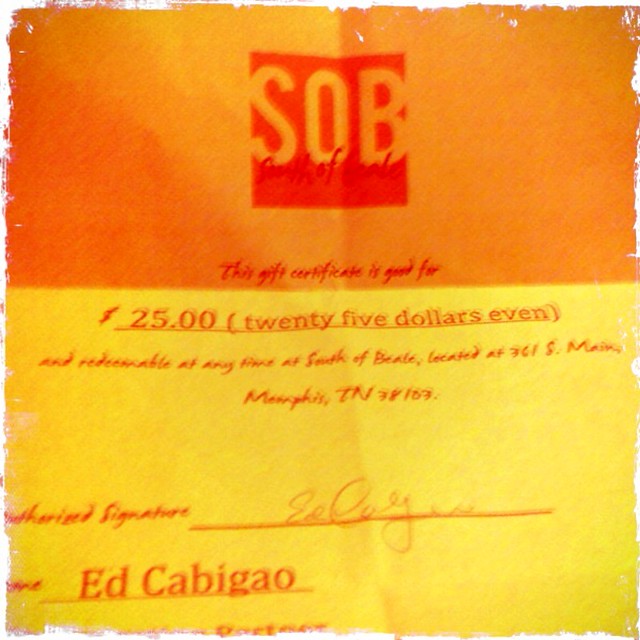 SOB
South of Beale
This gift certificate is good for
$ 25.00 ( twenty five dollars even)
and redeemable at any time at South of Beale, located at 361 S. Main,
Memphis, TN 38103.
Authorized Signature
Ed Cabigao
Partner